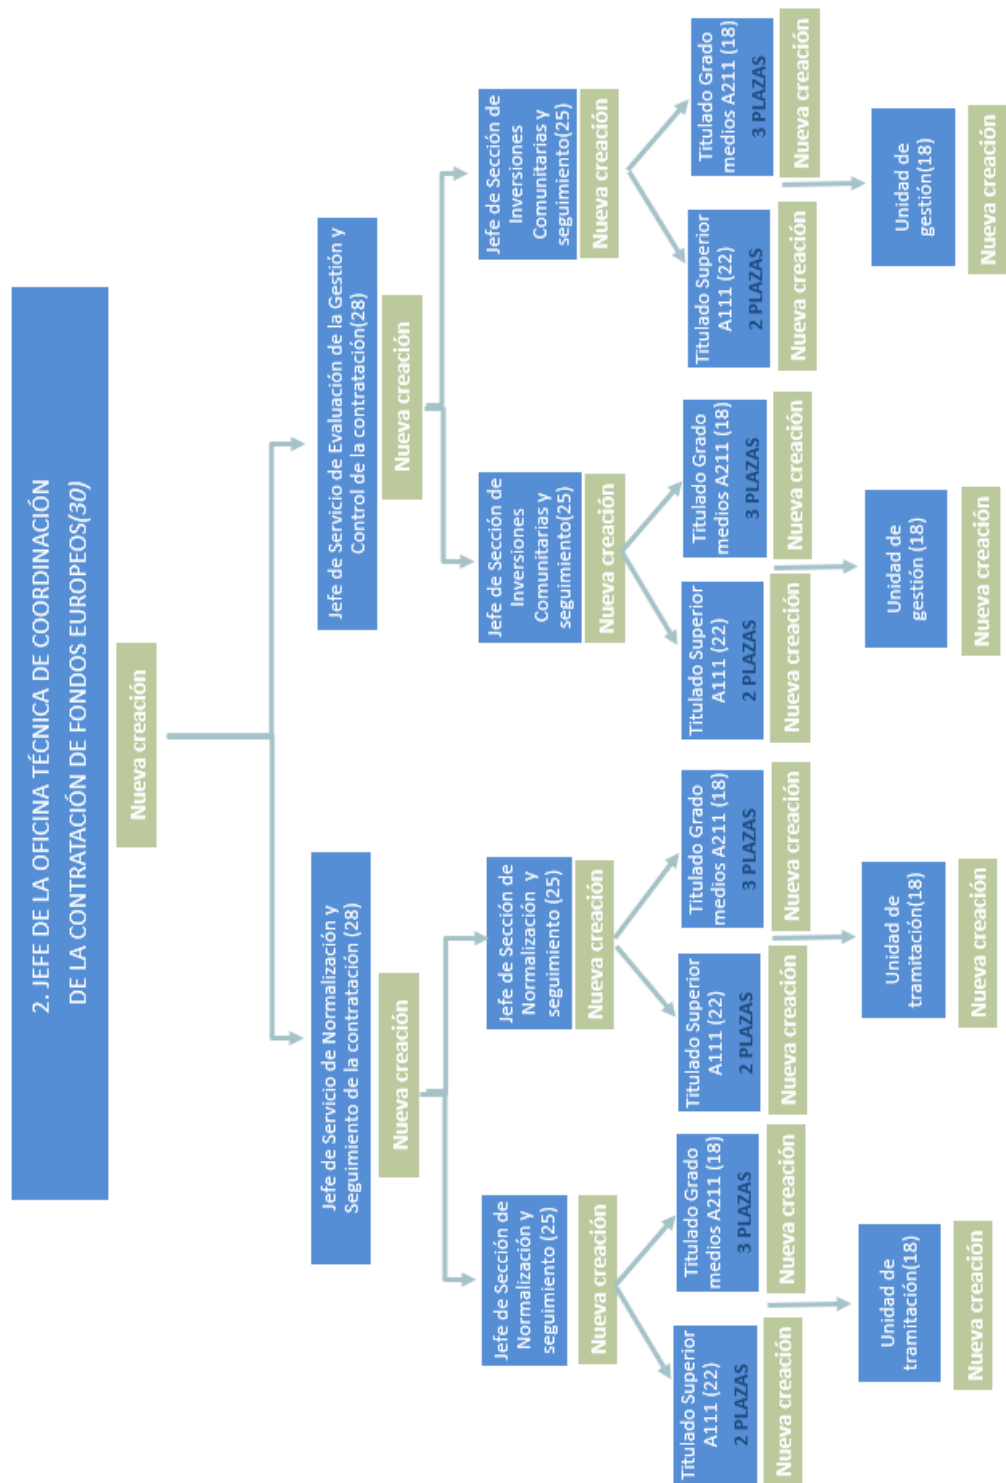 2. JEFE DE LA OFICINA TÉCNICA DE COORDINACIÓN
DE LA CONTRATACIÓN DE FONDOS EUROPEOS(30)
Nueva creación
Jefe de Servicio de Normalización y
Seguimiento de la contratación (28)
Nueva creación
Jefe de Servicio de Evaluación de la Gestión y
Control de la contratación(28)
Nueva creación
Jefe de Sección de
Normalización y
seguimiento (25)
Nueva creación
Jefe de Sección de
Normalización y
seguimiento (25)
Nueva creación
Jefe de Sección de
Inversiones
Comunitarias y
seguimiento(25)
Nueva creación
Jefe de Sección de
Inversiones
Comunitarias y
seguimiento(25)
Nueva creación
Titulado Superior
A111 (22)
2 PLAZAS
Nueva creación
Titulado Grado
medios A211 (18)
3 PLAZAS
Nueva creación
Titulado Superior
A111 (22)
2 PLAZAS
Nueva creación
Titulado Grado
medios A211 (18)
3 PLAZAS
Nueva creación
Titulado Superior
A111 (22)
2 PLAZAS
Nueva creación
Titulado Grado
medios A211 (18)
3 PLAZAS
Nueva creación
Titulado Superior
A111 (22)
2 PLAZAS
Nueva creación
Titulado Grado
medios A211 (18)
3 PLAZAS
Nueva creación
Unidad de
tramitación(18)
Nueva creación
Unidad de
tramitación(18)
Nueva creación
Unidad de
gestión (18)
Nueva creación
Unidad de
gestión(18)
Nueva creación